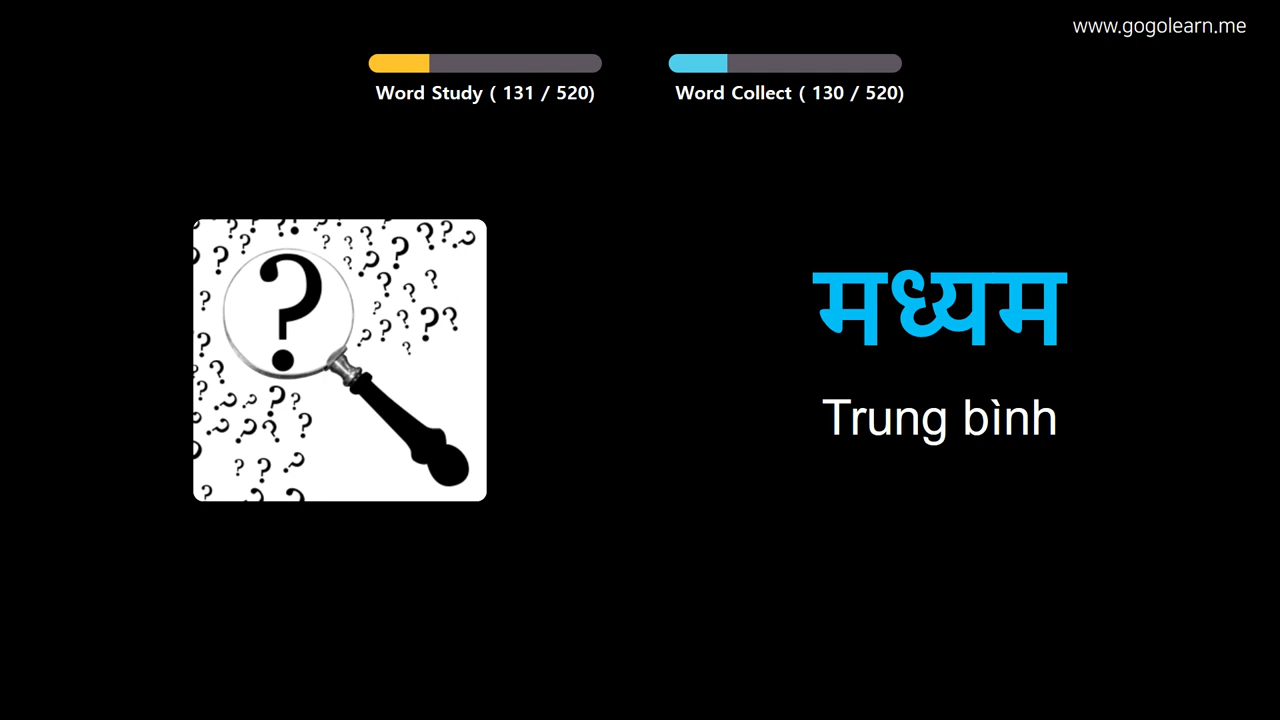 www.gogolearn.me
Word Study ( 131 / 520)
Word Collect ( 130 / 520)
मध्यम
Trung bình